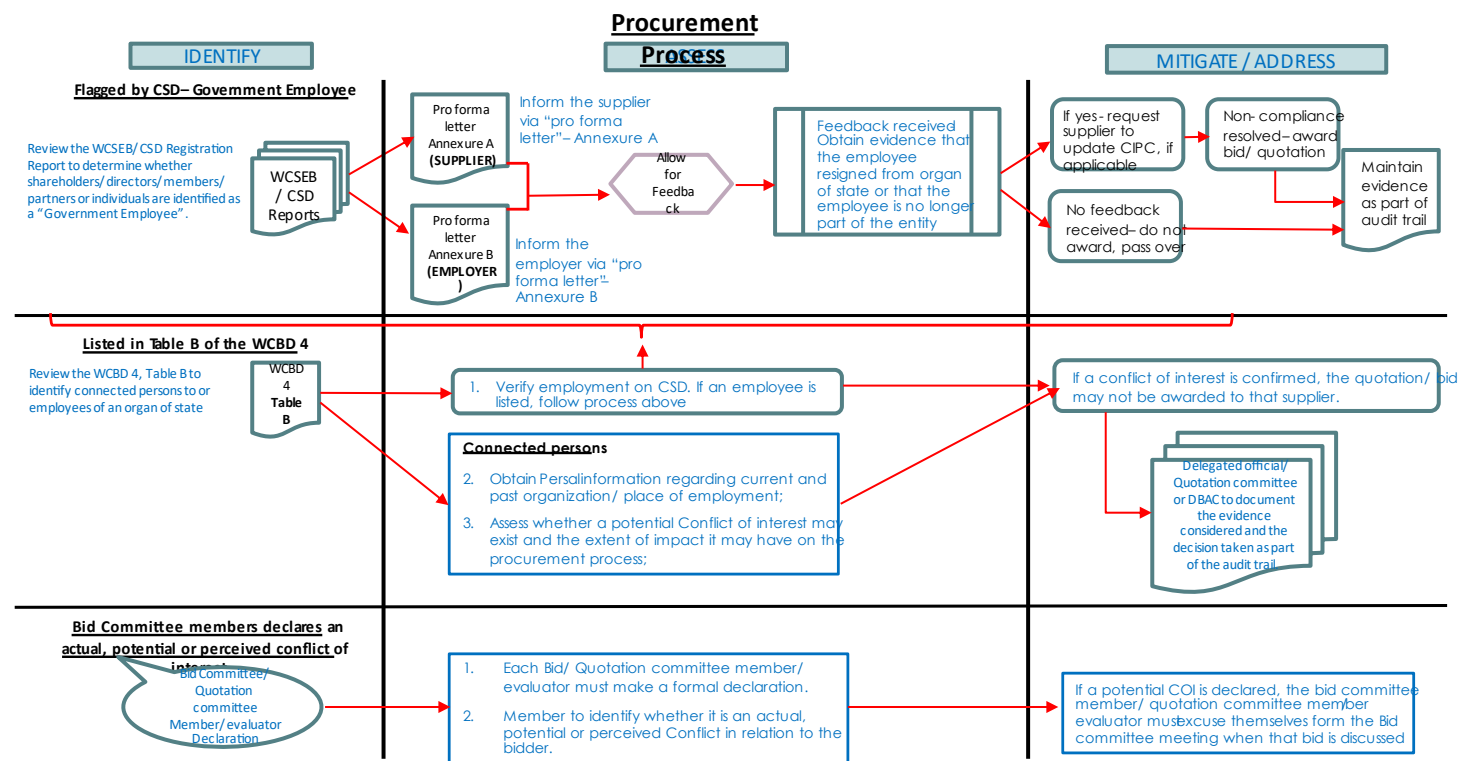 Procurement
Process
IDENTIFY
ASSESS
MITIGATE / ADDRESS
Flagged by CSD– Government Employee
Review the WCSEB/ CSD Registration
Report to determine whether
shareholders/ directors/ members/
partners or individuals are identified as
a “Government Employee” .
WCSEB
/ CSD
Reports
Pro forma
letter
Annexure A
(SUPPLIER)
Inform the supplier
via “pro forma
letter”– Annexure A
Pro forma
letter
Annexure B
(EMPLOYER
)
Inform the
employer via “pro
forma letter”–
Annexure B
Allow
for
Feedba
ck
Feedback received
Obtain evidence that
the employee
resigned from organ
of state or that the
employee is no longer
part of the entity
If yes- request
supplier to
update CIPC, if
applicable
Non- compliance
resolved– award
bid/ quotation
No feedback
received– do not
award, pass over
Maintain
evidence
as part of
audit trail
Listed in Table B of the WCBD 4
Review the WCBD 4, Table B to
identify connected persons to or
employees of an organ of state
WCBD
4
Table
B
1. Verify employment on CSD. If an employee is
listed, follow process above
Connected persons
2. Obtain Persalinformation regarding current and
past organization/ place of employment;
3. Assess whether a potential Conflict of interest may
exist and the extent of impact it may have on the
procurement process;
If a conflict of interest is confirmed, the quotation/ bid
may not be awarded to that supplier.
Delegated official/
Quotation committee
or DBAC to document
the evidence
considered and the
decision taken as part
of the audit trail
Bid Committee members declares an
actual, potential or perceived conflict of
interest
Bid Committee/
Quotation
committee
Member/ evaluator
Declaration
1. Each Bid/ Quotation committee member/
evaluator must make a formal declaration.
2. Member to identify whether it is an actual,
potential or perceived Conflict in relation to the
bidder.
If a potential COI is declared, the bid committee
member/ quotation committee member/
evaluator must excuse themselves form the Bid
committee meeting when that bid is discussed